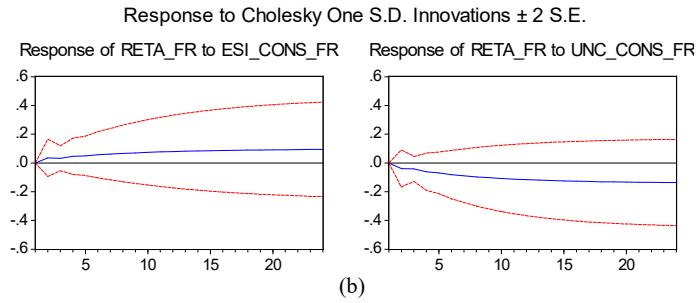 Response to Cholesky One S.D. Innovations ± 2 S.E.
Response of RETA_FR to ESI_CONS_FR
Response of RETA_FR to UNC_CONS_FR
.6
.4
.2
.0
-.2
-.4
-.6
5 10 15 20
.6
.4
.2
.0
-.2
-.4
-.6
5 10 15 20
(b)